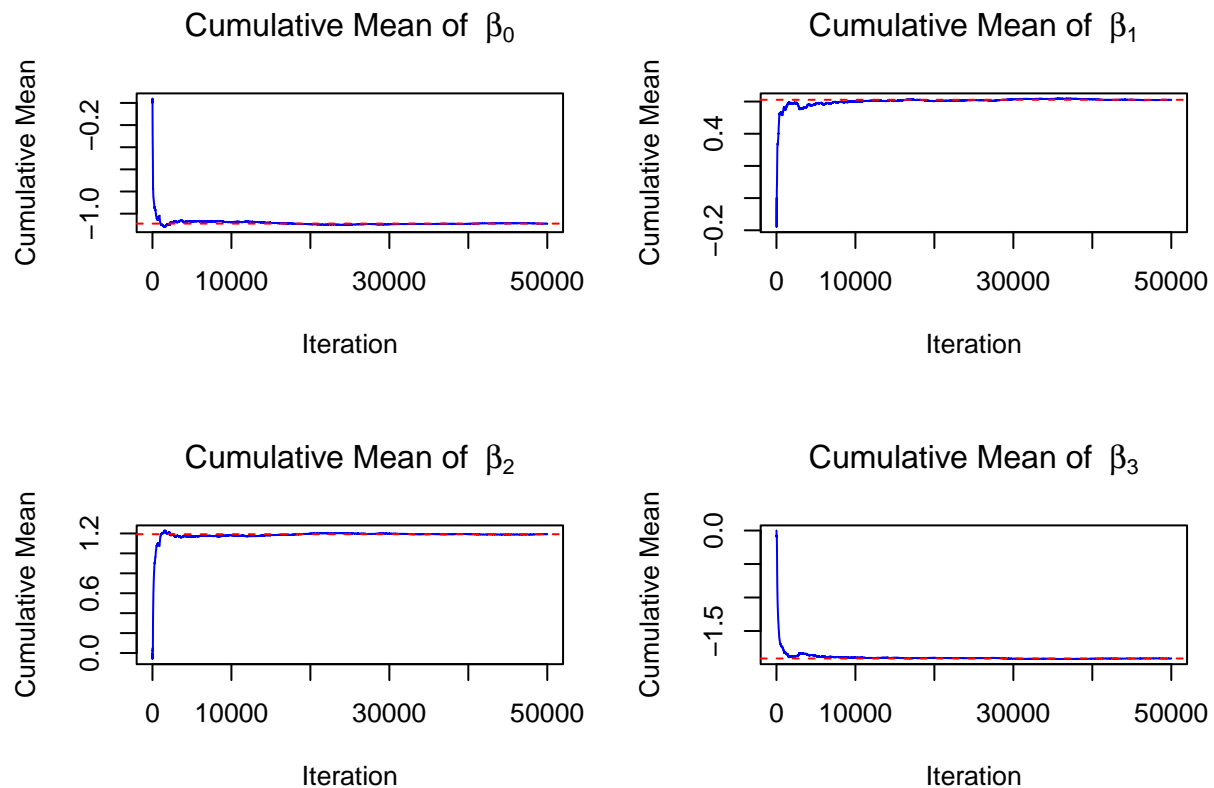 Cumulative Mean of β₀
Cumulative Mean
−0.2
−1.0
0 10000 30000 50000
Iteration
Cumulative Mean of β₁
Cumulative Mean
0.4
−0.2
0 10000 30000 50000
Iteration
Cumulative Mean of β₂
Cumulative Mean
1.2
0.6
0.0
0 10000 30000 50000
Iteration
Cumulative Mean of β₃
Cumulative Mean
0.0
−1.5
0 10000 30000 50000
Iteration